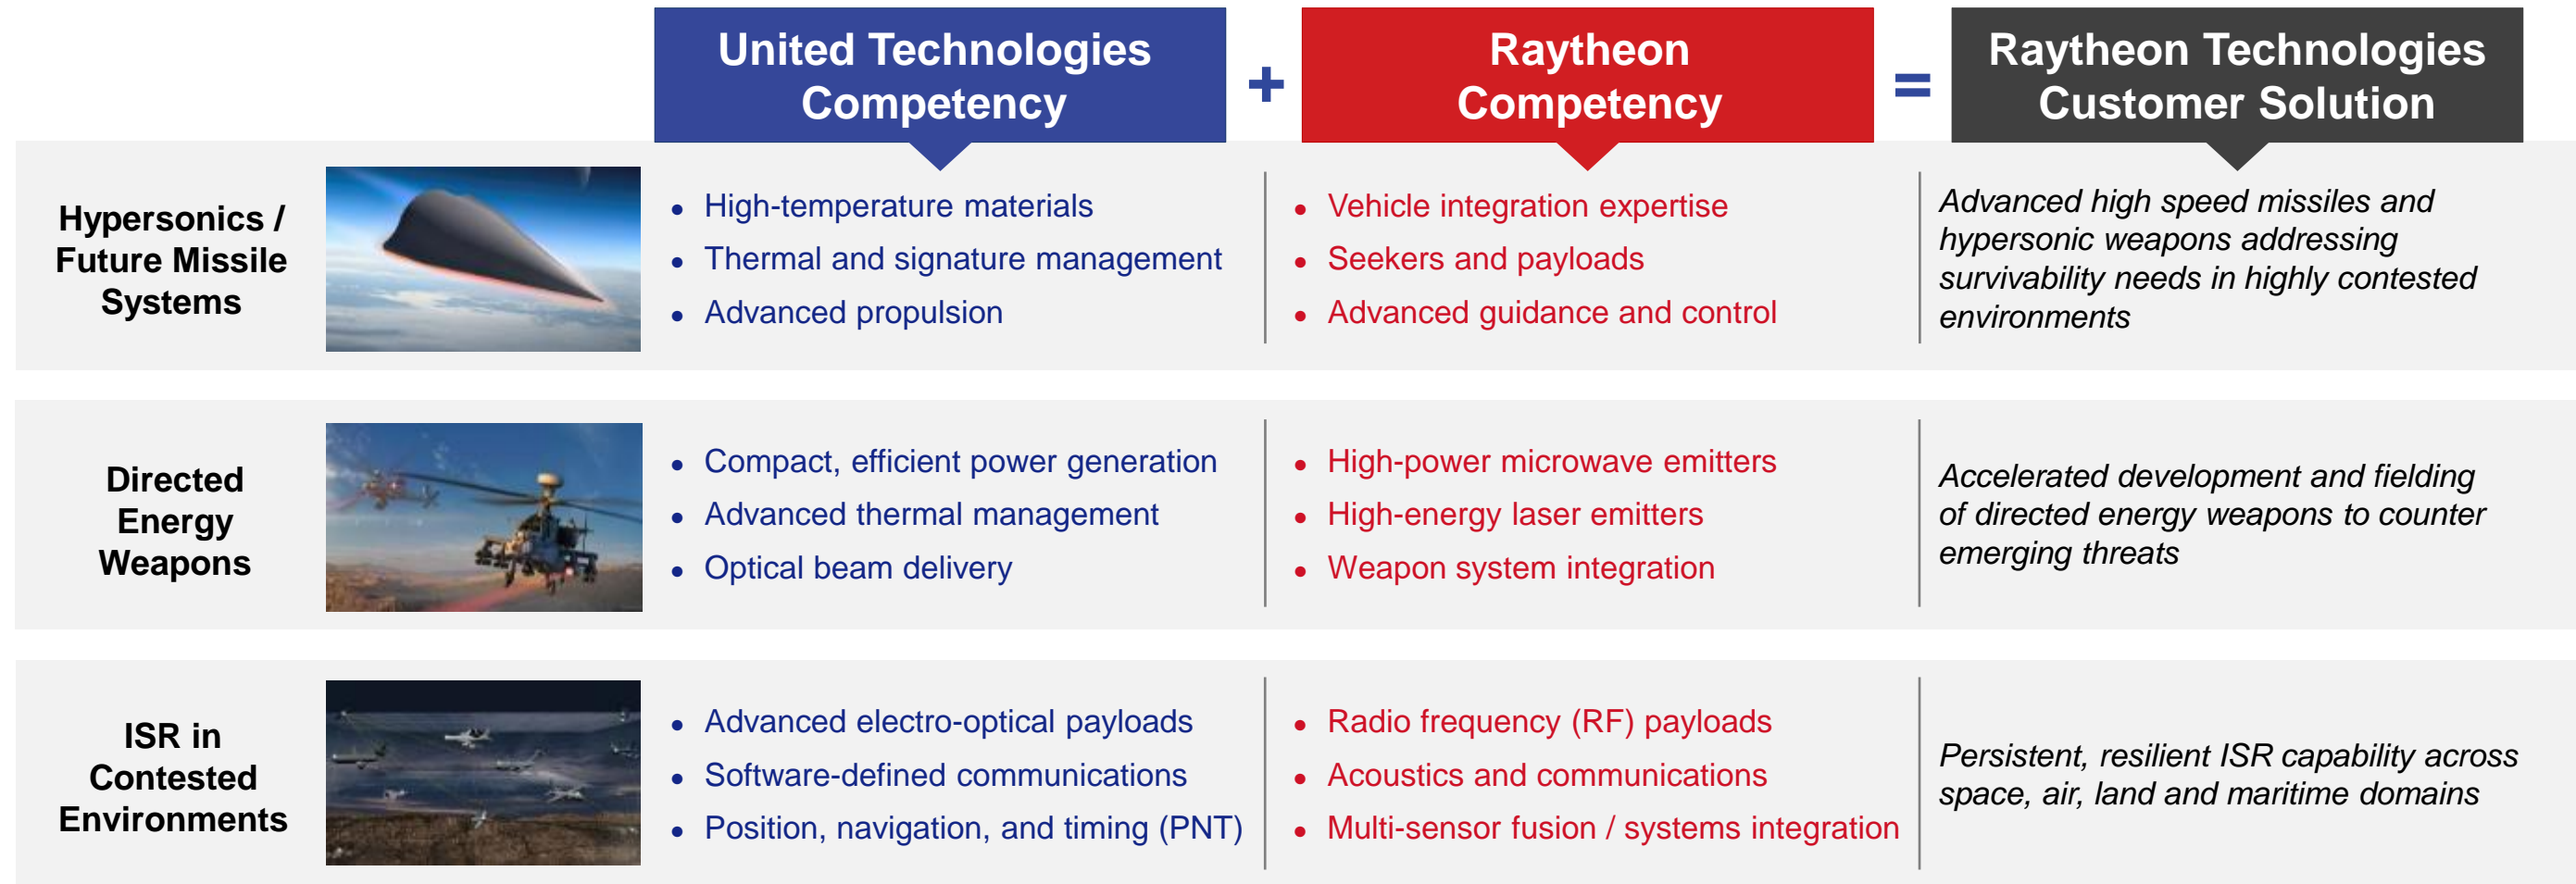 United Technologies
Competency
+
Raytheon
Competency
=
Raytheon Technologies
Customer Solution
Hypersonics /
Future Missile
Systems
• High-temperature materials
• Thermal and signature management
• Advanced propulsion
• Vehicle integration expertise
• Seekers and payloads
• Advanced guidance and control
Advanced high speed missiles and
hypersonic weapons addressing
survivability needs in highly contested
environments
Directed
Energy
Weapons
• Compact, efficient power generation
• Advanced thermal management
• Optical beam delivery
• High-power microwave emitters
• High-energy laser emitters
• Weapon system integration
Accelerated development and fielding
of directed energy weapons to counter
emerging threats
ISR in
Contested
Environments
• Advanced electro-optical payloads
• Software-defined communications
• Position, navigation, and timing (PNT)
• Radio frequency (RF) payloads
• Acoustics and communications
• Multi-sensor fusion / systems integration
Persistent, resilient ISR capability across
space, air, land and maritime domains